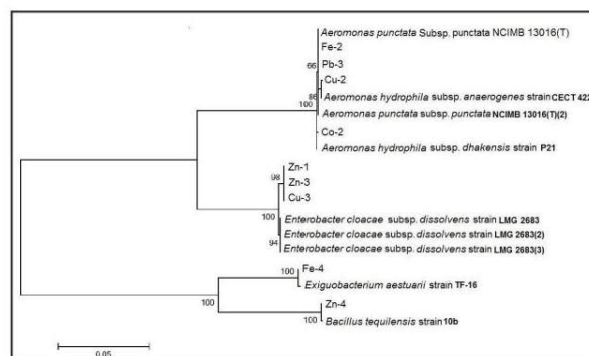 Aeromonas punctata Subsp. punctata NCIMB 13016(T)
Fe-2
66
Pb-3
Cu-2
86
Aeromonas hydrophila subsp. anaerogenes strain CECT 422
100
Aeromonas punctata subsp. punctata NCIMB 13016(T)(2)
Co-2
Aeromonas hydrophila subsp. dhakensis strain P21
Zn-1
98
Zn-3
Cu-3
100
Enterobacter cloacae subsp. dissolvens strain LMG 2683
Enterobacter cloacae subsp. dissolvens strain LMG 2683(2)
94
Enterobacter cloacae subsp. dissolvens strain LMG 2683(3)
Fe-4
100
Exiguobacterium aestuarii strain TF-16
100
Zn-4
100
Bacillus tequilensis strain 10b
0.05